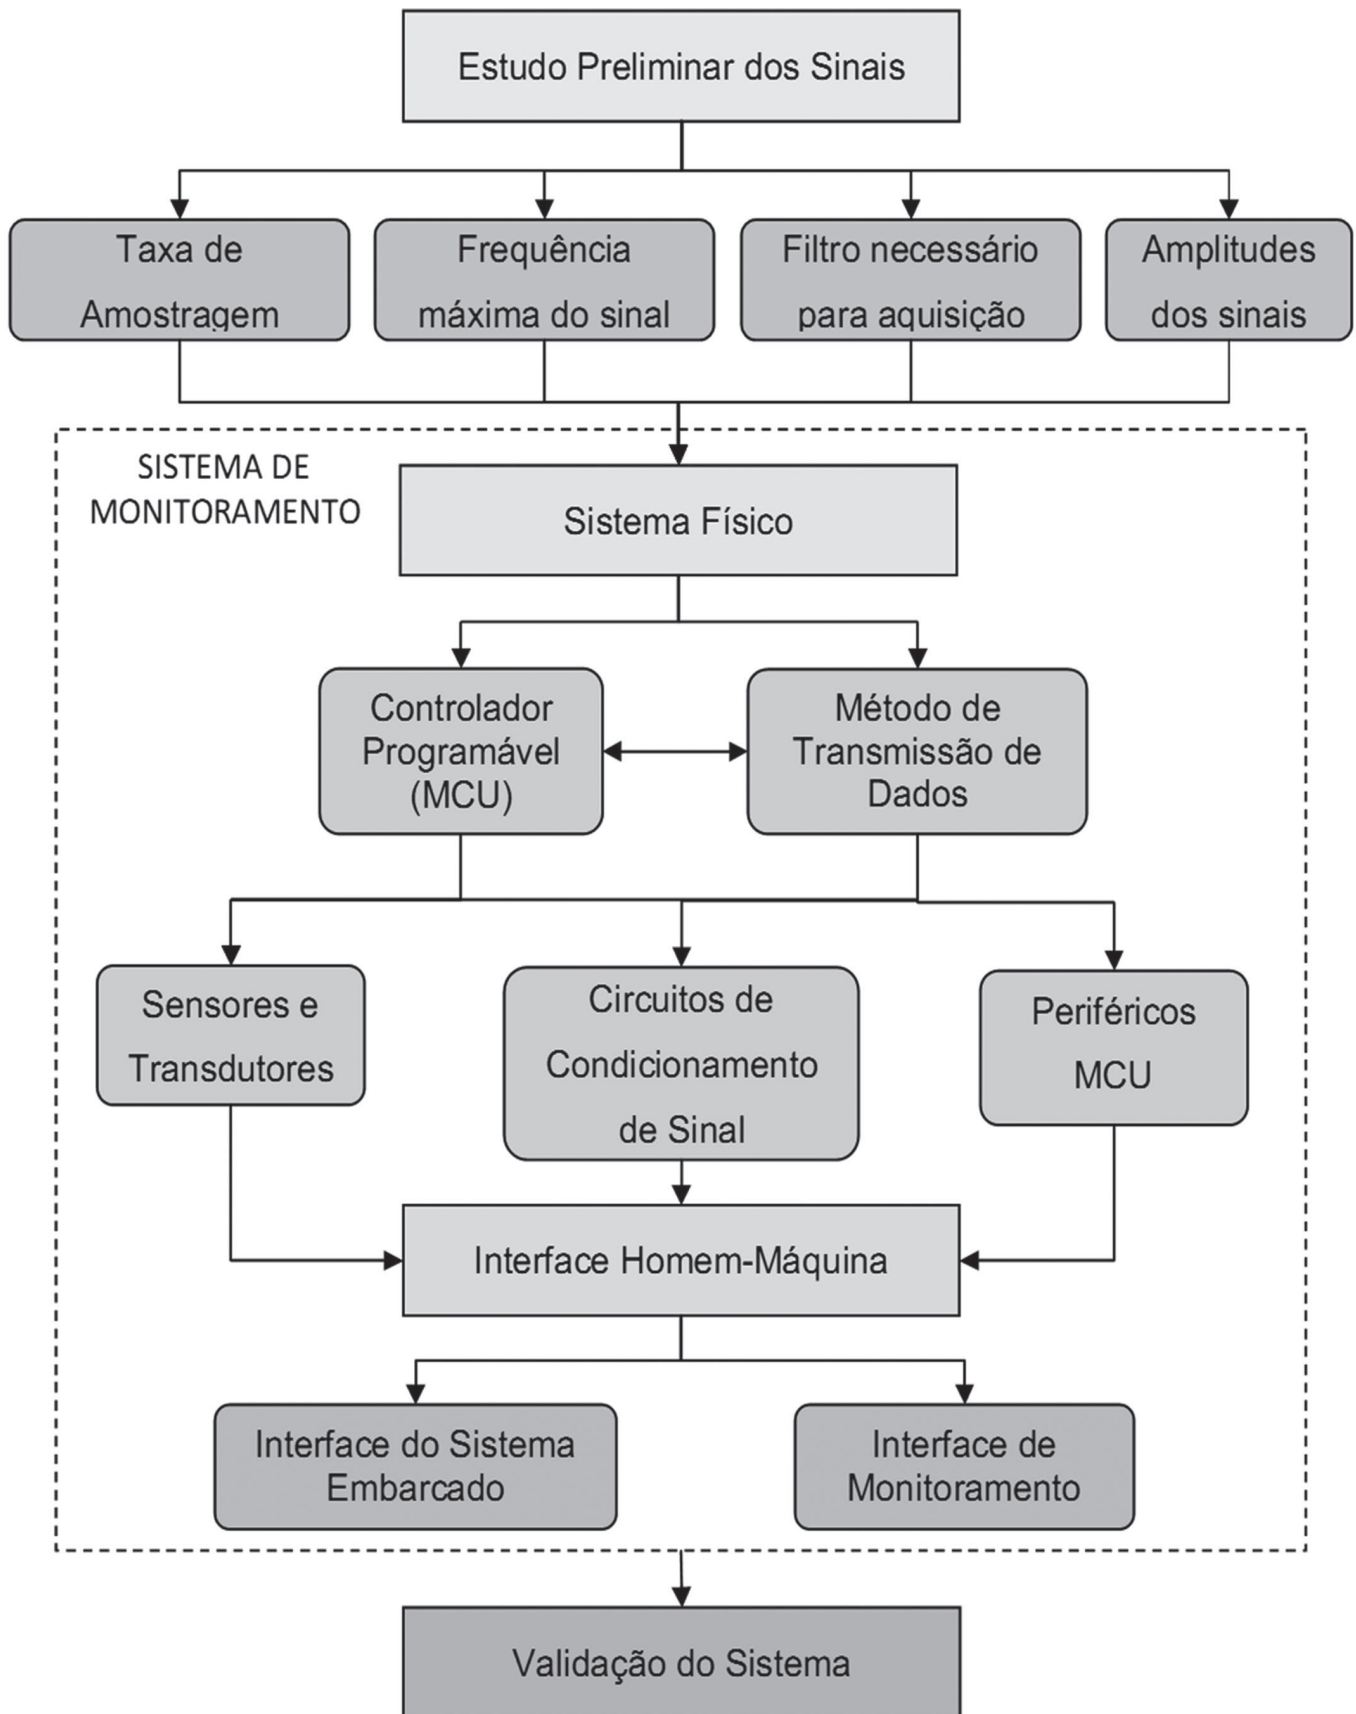 Estudo Preliminar dos Sinais
Taxa de
Amostragem
Frequência
máxima do sinal
Filtro necessário
para aquisição
Amplitudes
dos sinais
SISTEMA DE
MONITORAMENTO
Sistema Físico
Controlador
Programável
(MCU)
Método de
Transmissão de
Dados
Sensores e
Transdutores
Circuitos de
Condicionamento
de Sinal
Periféricos
MCU
Interface Homem-Máquina
Interface do Sistema
Embarcado
Interface de
Monitoramento
Validação do Sistema